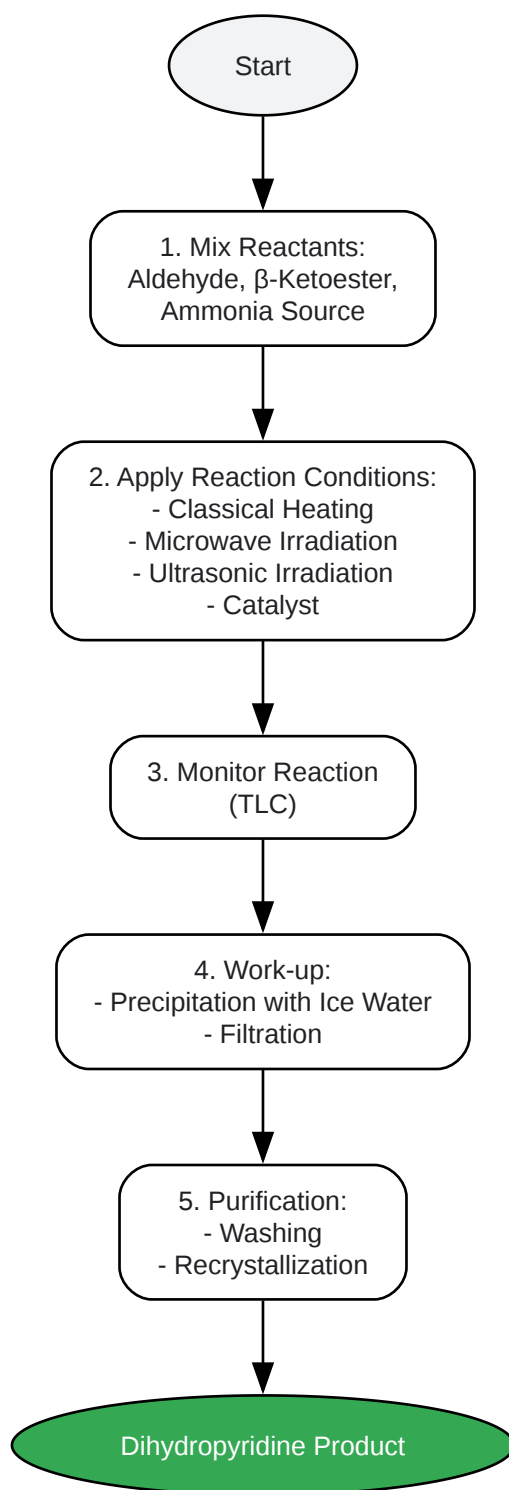 Start
1. Mix Reactants:
Aldehyde, β-Ketoester,
Ammonia Source
2. Apply Reaction Conditions:
- Classical Heating
- Microwave Irradiation
- Ultrasonic Irradiation
- Catalyst
3. Monitor Reaction
(TLC)
4. Work-up:
- Precipitation with Ice Water
- Filtration
5. Purification:
- Washing
- Recrystallization
Dihydropyridine Product